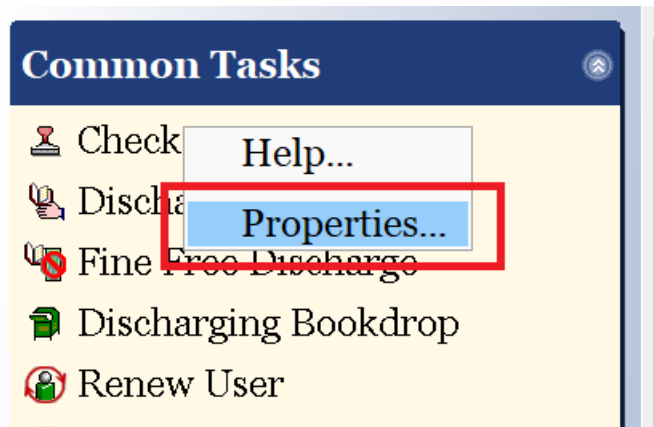 Common Tasks
Check
Help...
Discha
Properties...
Fine Free Discharge
Discharging Bookdrop
Renew User